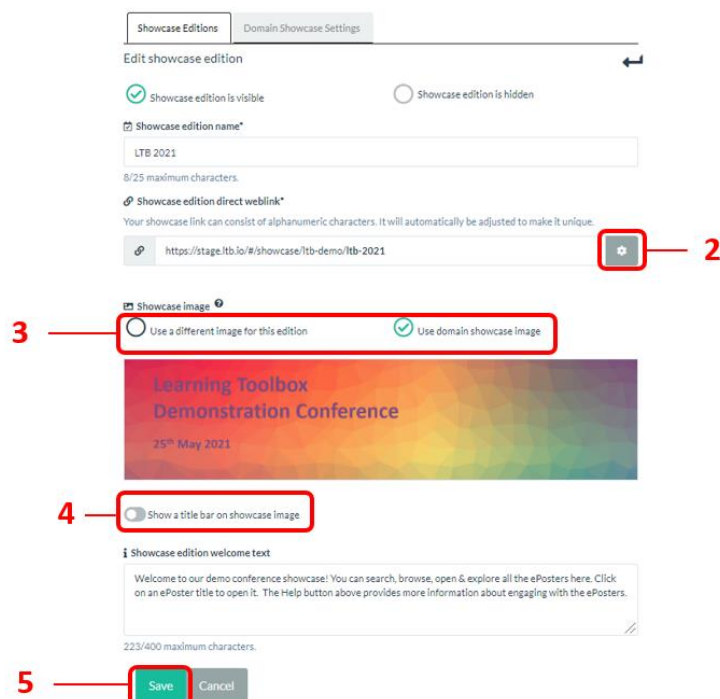 Showcase Editions
Domain Showcase Settings
Edit showcase edition
Showcase edition is visible
Showcase edition is hidden
Showcase edition name*
LTB 2021
8/25 maximum characters.
Showcase edition direct weblink*
Your showcase link can consist of alphanumeric characters. It will automatically be adjusted to make it unique.
https://stage.ltb.io/#/showcase/ltb-demo/ltb-2021
2
Showcase image ?
3
Use a different image for this edition
Use domain showcase image
Learning Toolbox
Demonstration Conference
25th May 2021
4
Show a title bar on showcase image
Showcase edition welcome text
Welcome to our demo conference showcase! You can search, browse, open & explore all the ePosters here. Click
on an ePoster title to open it. The Help button above provides more information about engaging with the ePosters.
223/400 maximum characters.
5
Save
Cancel